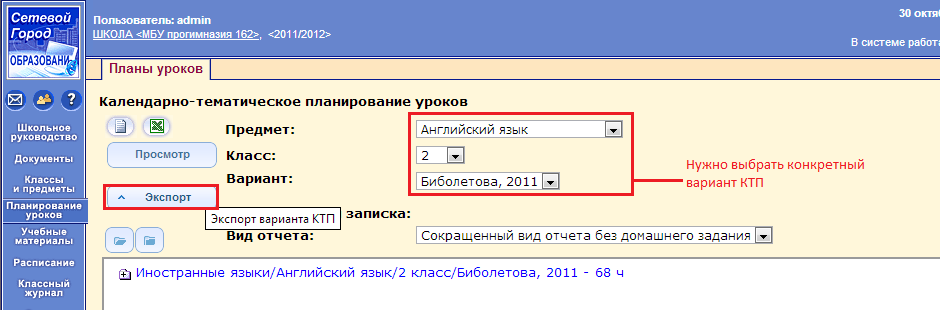 Сетевой
Город
ОБРАЗОВАНИ
Пользователь: admin
ШКОЛА <МБУ прогимназия 162>, <2011/2012>
30 октяб
В системе работа
Школьное
руководство
Документы
Классы
и предметы
Планирование
уроков
Учебные
материалы
Расписание
Классный
журнал
Планы уроков
Календарно-тематическое планирование уроков
Просмотр
Экспорт
Экспорт варианта КТП
Предмет: Английский язык
Класс: 2
Вариант: Биболетова, 2011
записка:
Вид отчета: Сокращенный вид отчета без домашнего задания
Нужно выбрать конкретный
вариант КТП
Иностранные языки/Английский язык/2 класс/Биболетова, 2011 - 68 ч